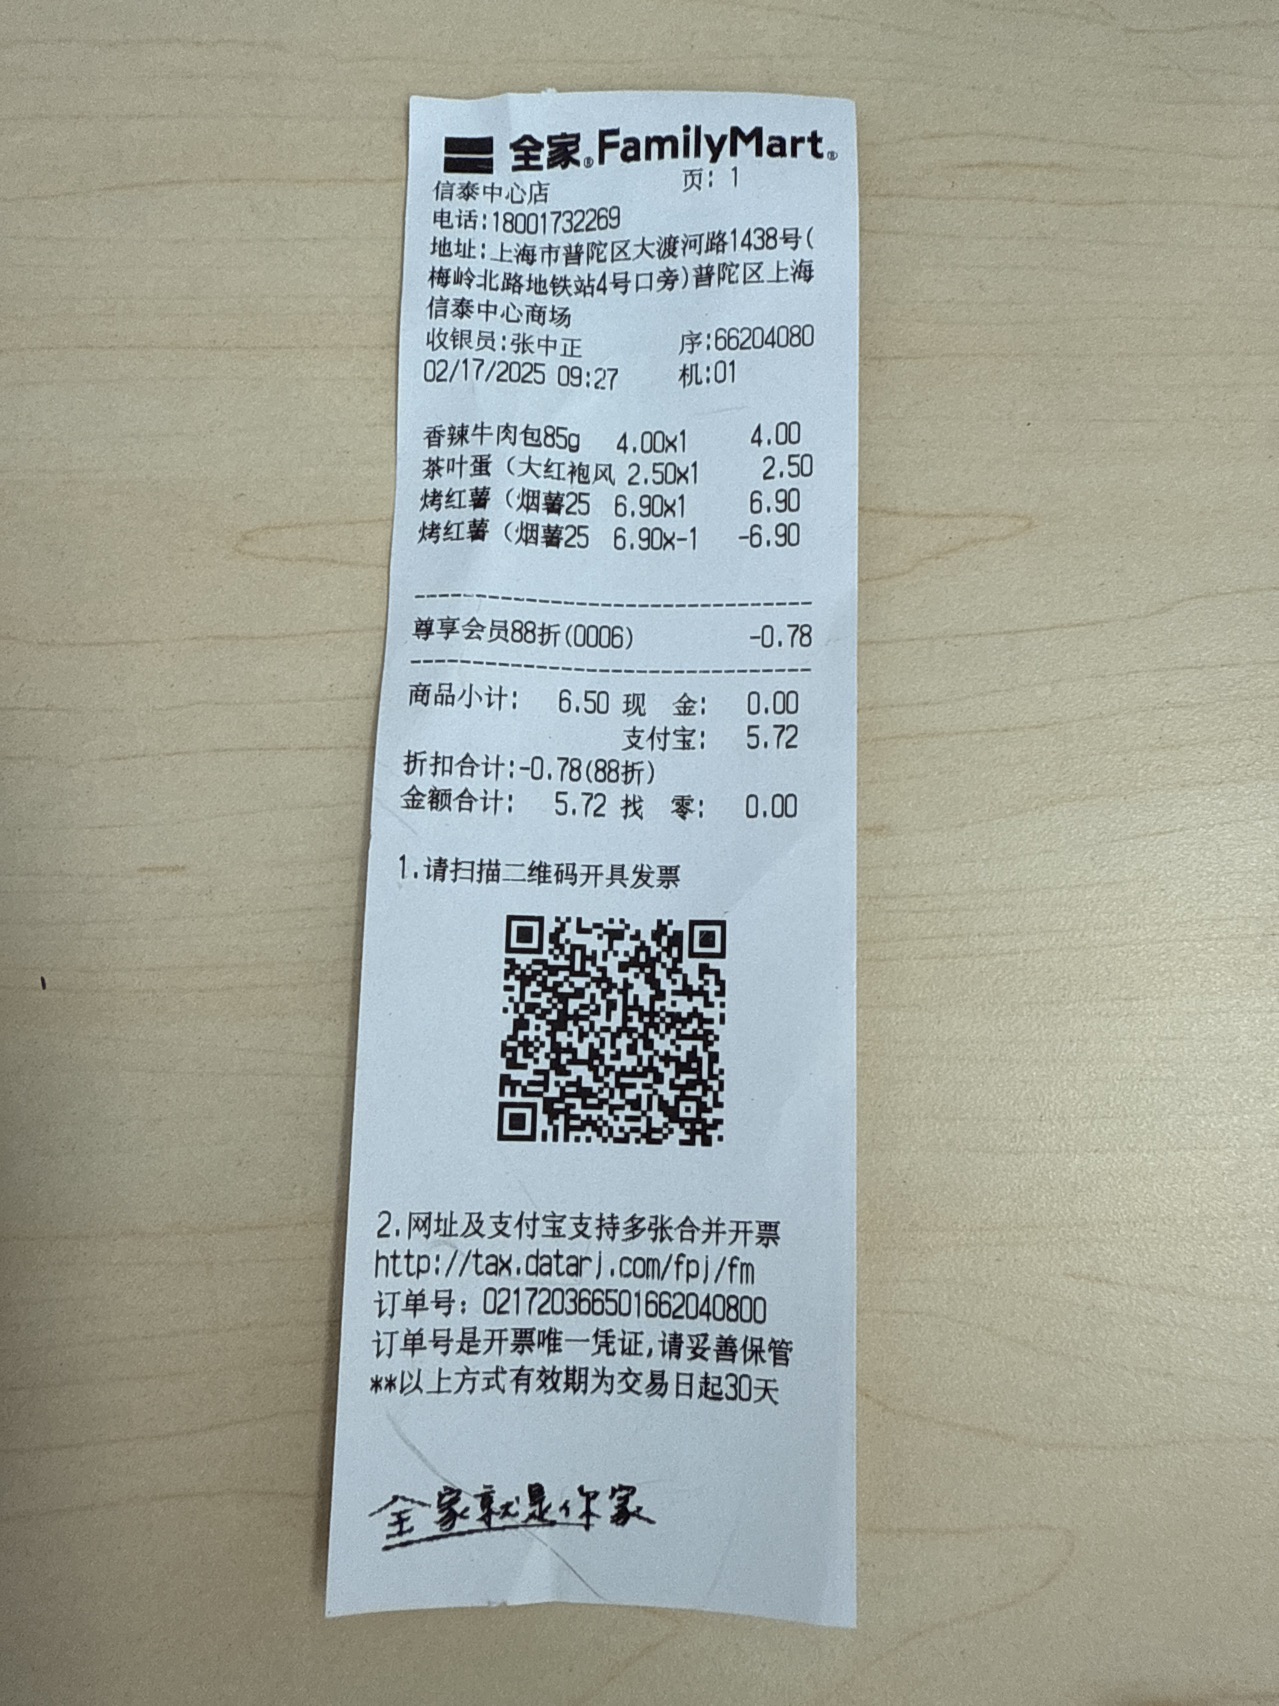 全家® FamilyMart®
信泰中心店 页: 1
电话:18001732269
地址:上海市普陀区大渡河路1438号(
梅岭北路地铁站4号口旁)普陀区上海
信泰中心商场
收银员:张中正 序:66204080
02/17/2025 09:27 机:01
香辣牛肉包85g 4.00x1 4.00
茶叶蛋（大红袍风 2.50x1 2.50
烤红薯（烟薯25 6.90x1 6.90
烤红薯（烟薯25 6.90x-1 -6.90
尊享会员88折(0006) -0.78
商品小计: 6.50 现 金: 0.00
支付宝: 5.72
折扣合计:-0.78(88折)
金额合计: 5.72 找 零: 0.00
1.请扫描二维码开具发票
2.网址及支付宝支持多张合并开票
http://tax.datarj.com/fpj/fm
订单号: 0217203665016620408​00
订单号是开票唯一凭证,请妥善保管
**以上方式有效期为交易日起30天
全家就是你家